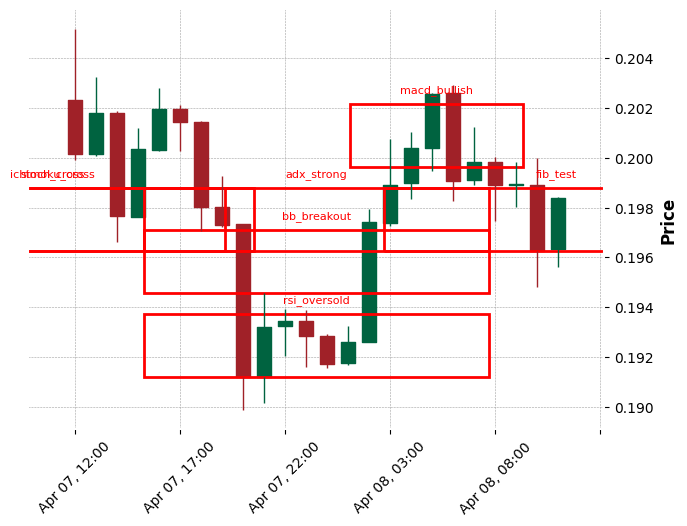 0.204
macd_bullish
0.202
0.200
adx_strong
fib_test
0.198
bb_breakout
0.196
rsi_oversold
0.194
0.192
0.190
Price
Apr 07, 12:00
Apr 07, 17:00
Apr 07, 22:00
Apr 08, 03:00
Apr 08, 08:00